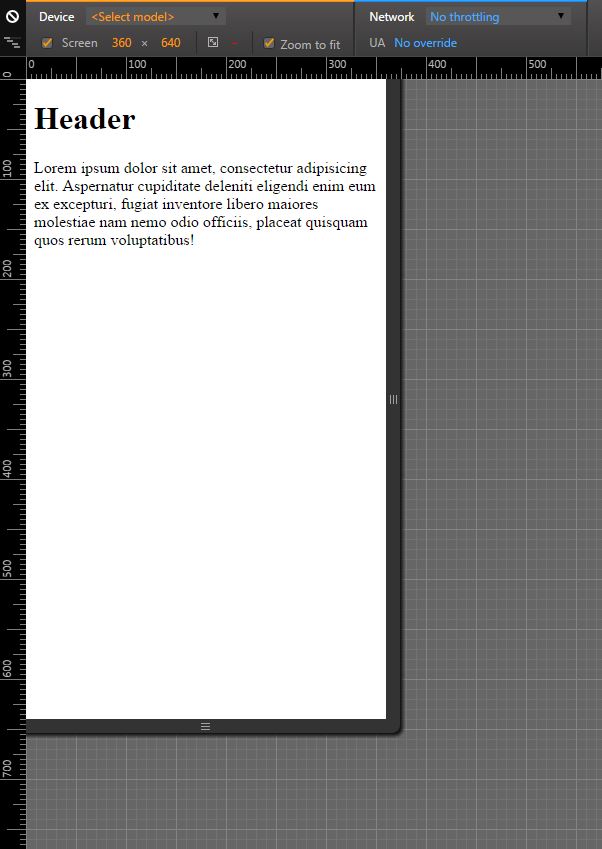 Device <Select model> Network No throttling
Screen 360 × 640 - Zoom to fit UA No override
0 100 200 300 400 500
0
100
200
300
400
500
600
700
Header
Lorem ipsum dolor sit amet, consectetur adipisicing
elit. Aspernatur cupiditate deleniti eligendi enim eum
ex excepturi, fugiat inventore libero maiores
molestiae nam nemo odio officiis, placeat quisquam
quos rerum voluptatibus!